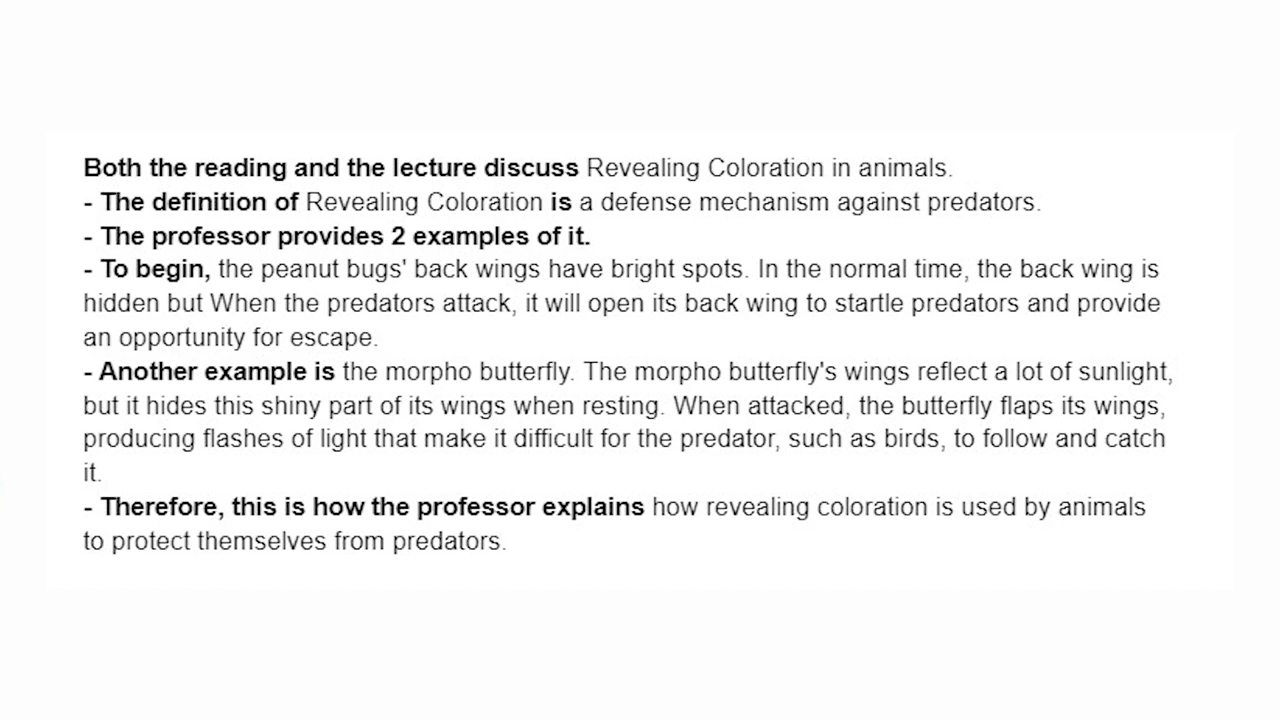 Both the reading and the lecture discuss Revealing Coloration in animals.
- The definition of Revealing Coloration is a defense mechanism against predators.
- The professor provides 2 examples of it.
- To begin, the peanut bugs' back wings have bright spots. In the normal time, the back wing is
hidden but When the predators attack, it will open its back wing to startle predators and provide
an opportunity for escape.
- Another example is the morpho butterfly. The morpho butterfly's wings reflect a lot of sunlight,
but it hides this shiny part of its wings when resting. When attacked, the butterfly flaps its wings,
producing flashes of light that make it difficult for the predator, such as birds, to follow and catch
it.
- Therefore, this is how the professor explains how revealing coloration is used by animals
to protect themselves from predators.